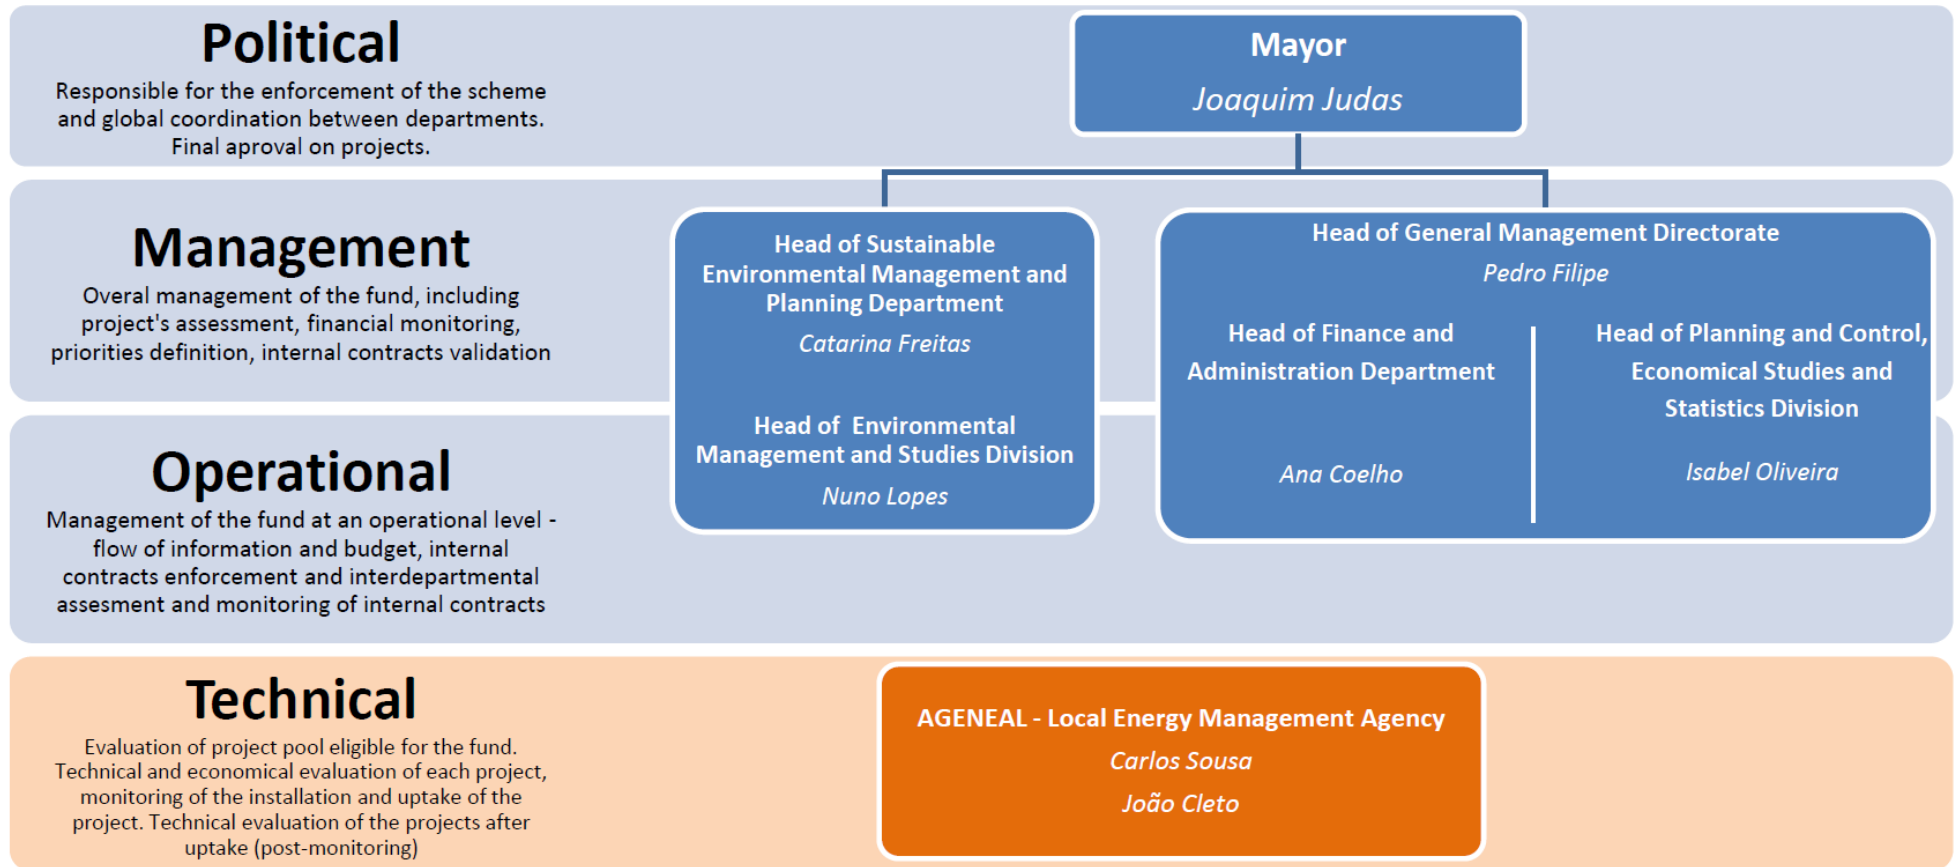 Political
Responsible for the enforcement of the scheme
and global coordination between departments.
Final aproval on projects.
Mayor
Joaquim Judas
Management
Overal management of the fund, including
project's assessment, financial monitoring,
priorities definition, internal contracts validation
Head of Sustainable
Environmental Management and
Planning Department
Catarina Freitas
Head of Environmental
Management and Studies Division
Nuno Lopes
Head of General Management Directorate
Pedro Filipe
Head of Finance and
Administration Department
Ana Coelho
Head of Planning and Control,
Economical Studies and
Statistics Division
Isabel Oliveira
Operational
Management of the fund at an operational level -
flow of information and budget, internal
contracts enforcement and interdepartmental
assesment and monitoring of internal contracts
Technical
Evaluation of project pool eligible for the fund.
Technical and economical evaluation of each project,
monitoring of the installation and uptake of the
project. Technical evaluation of the projects after
uptake (post-monitoring)
AGENEAL - Local Energy Management Agency
Carlos Sousa
João Cleto